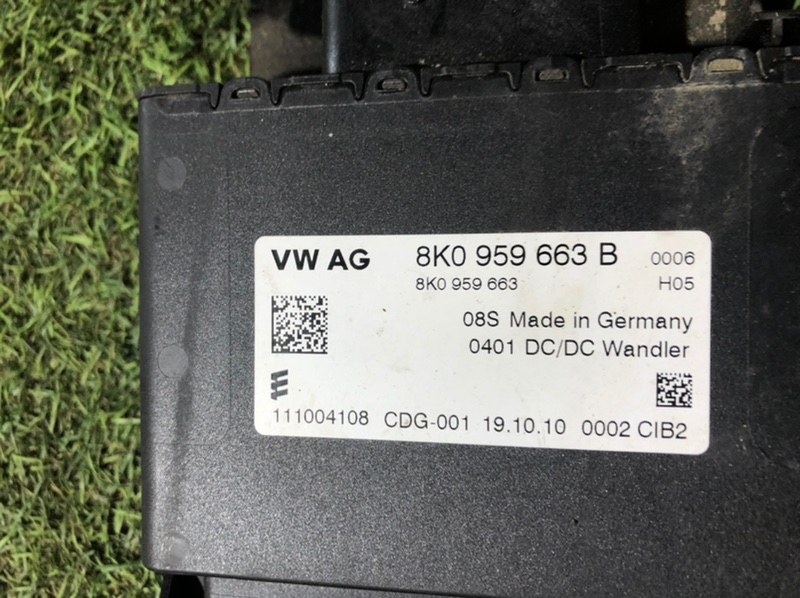 VW AG 8K0 959 663 B 0006
8K0 959 663 H05
08S Made in Germany
0401 DC/DC Wandler
111004108 CDG-001 19.10.10 0002 CIB2